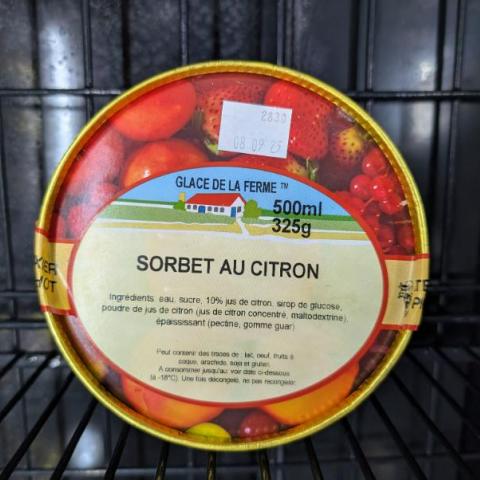 2830
08 09 25
GLACE DE LA FERME ™
500ml
325g
SORBET AU CITRON
Ingrédients: eau, sucre, 10% jus de citron, sirop de glucose,
poudre de jus de citron (jus de citron concentré, maltodextrine),
épaississant (pectine, gomme guar)
Peut contenir des traces de : lait, oeuf, fruits à
coque, arachide, soja et gluten.
A consommer jusqu'au: voir date ci-dessous
(à -18°C). Une fois décongelé, ne pas recongeler.